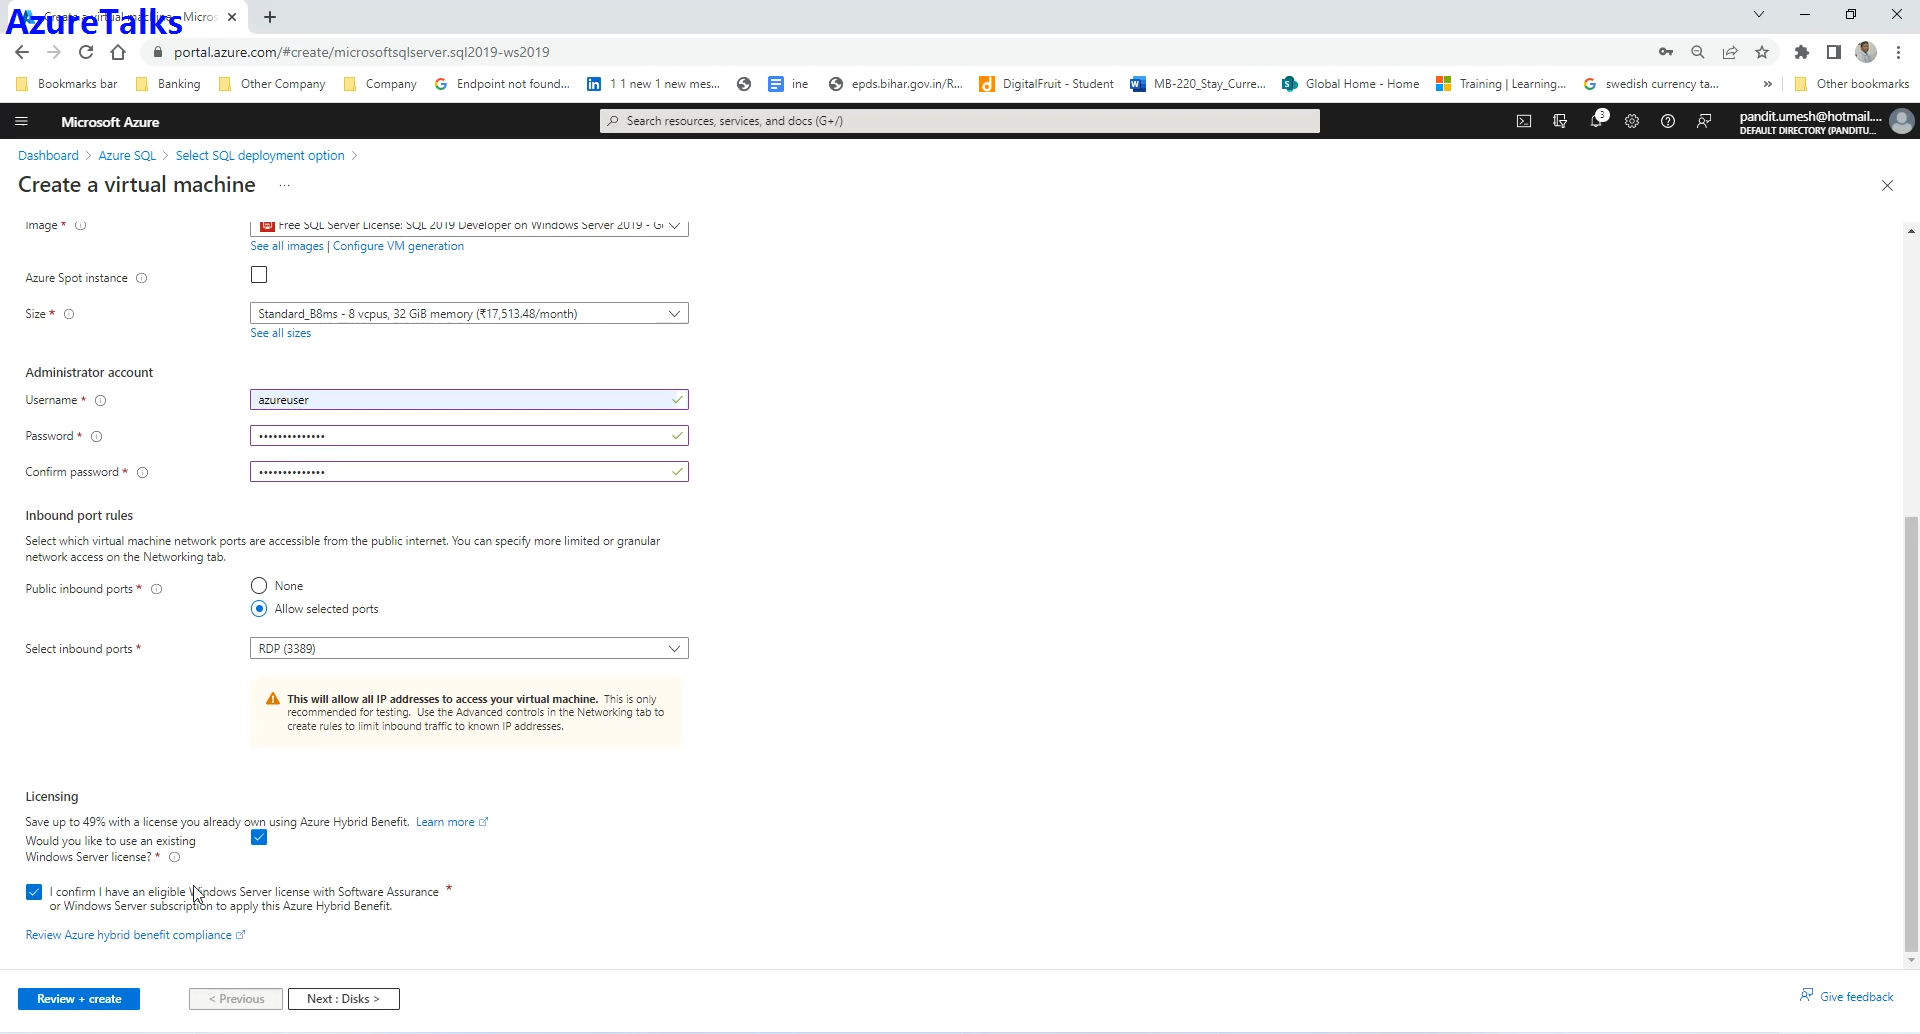 AzureTalks
Micros
portal.azure.com/#create/microsoftsqlserver.sql2019-ws2019
Bookmarks bar
Banking
Other Company
Company
Endpoint not found...
1 1 new 1 new mes...
ine
epds.bihar.gov.in/R...
DigitalFruit - Student
MB-220_Stay_Curre...
Global Home - Home
Training | Learning...
swedish currency ta...
»
Other bookmarks
Microsoft Azure
Search resources, services, and docs (G+/)
3
pandit.umesh@hotmail....
DEFAULT DIRECTORY (PANDITU...
Dashboard > Azure SQL > Select SQL deployment option >
Create a virtual machine ...
Image *
Free SQL Server License: SQL 2019 Developer on Windows Server 2019 - G
See all images | Configure VM generation
Azure Spot instance
Size *
Standard_B8ms - 8 vcpus, 32 GiB memory (₹17,513.48/month)
See all sizes
Administrator account
Username *
azureuser
Password *
••••••••••••••
Confirm password *
••••••••••••••
Inbound port rules
Select which virtual machine network ports are accessible from the public internet. You can specify more limited or granular
network access on the Networking tab.
Public inbound ports *
None
Allow selected ports
Select inbound ports *
RDP (3389)
This will allow all IP addresses to access your virtual machine. This is only
recommended for testing. Use the Advanced controls in the Networking tab to
create rules to limit inbound traffic to known IP addresses.
Licensing
Save up to 49% with a license you already own using Azure Hybrid Benefit. Learn more
Would you like to use an existing
Windows Server license? *
I confirm I have an eligible Windows Server license with Software Assurance *
or Windows Server subscription to apply this Azure Hybrid Benefit.
Review Azure hybrid benefit compliance
Review + create
< Previous
Next : Disks >
Give feedback